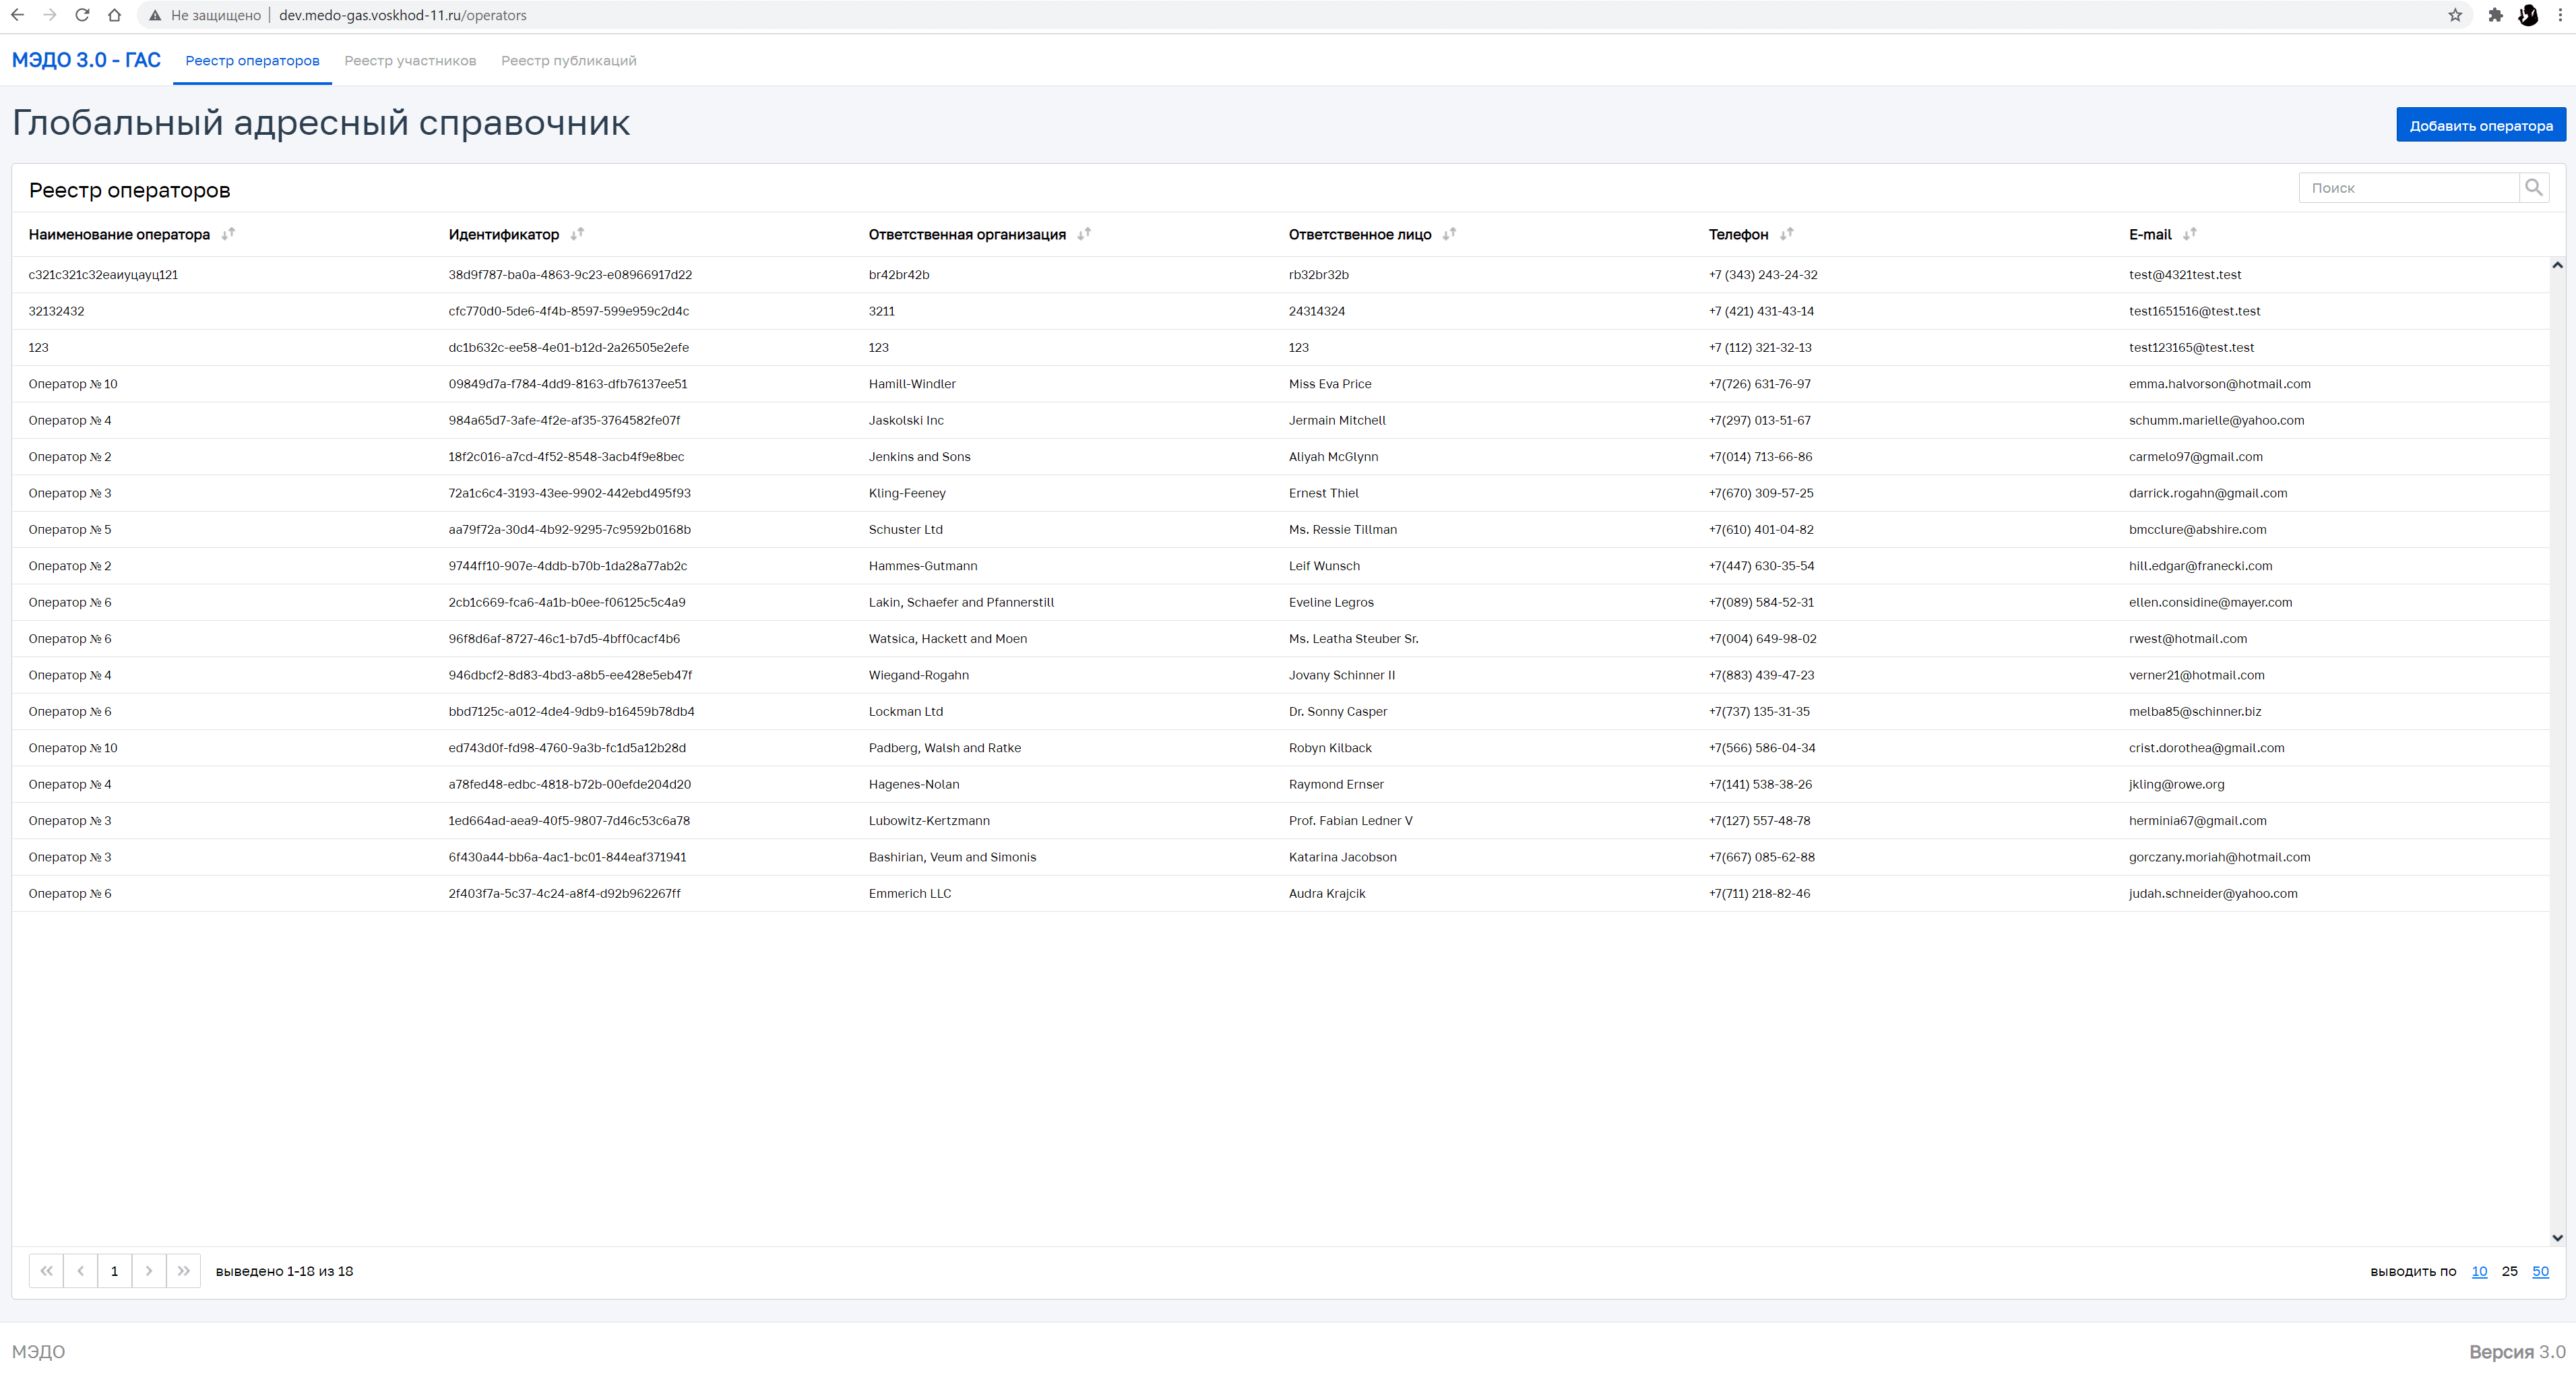 Не защищено dev.medo-gas.voskhod-11.ru/operators
МЭДО 3.0 - ГАС Реестр операторов Реестр участников Реестр публикаций
Глобальный адресный справочник Добавить оператора
Реестр операторов Поиск
Наименование оператора Идентификатор Ответственная организация Ответственное лицо Телефон E-mail
c321c321c32еаиуцауц121 38d9f787-ba0a-4863-9c23-e08966917d22 br42br42b rb32br32b +7 (343) 243-24-32 test@4321test.test
32132432 cfc770d0-5de6-4f4b-8597-599e959c2d4c 3211 24314324 +7 (421) 431-43-14 test1651516@test.test
123 dc1b632c-ee58-4e01-b12d-2a26505e2efe 123 123 +7 (112) 321-32-13 test123165@test.test
Оператор № 10 09849d7a-f784-4dd9-8163-dfb76137ee51 Hamill-Windler Miss Eva Price +7(726) 631-76-97 emma.halvorson@hotmail.com
Оператор № 4 984a65d7-3afe-4f2e-af35-3764582fe07f Jaskolski Inc Jermain Mitchell +7(297) 013-51-67 schumm.marielle@yahoo.com
Оператор № 2 18f2c016-a7cd-4f52-8548-3acb4f9e8bec Jenkins and Sons Aliyah McGlynn +7(014) 713-66-86 carmelo97@gmail.com
Оператор № 3 72a1c6c4-3193-43ee-9902-442ebd495f93 Kling-Feeney Ernest Thiel +7(670) 309-57-25 darrick.rogahn@gmail.com
Оператор № 5 aa79f72a-30d4-4b92-9295-7c9592b0168b Schuster Ltd Ms. Ressie Tillman +7(610) 401-04-82 bmcclure@abshire.com
Оператор № 2 9744ff10-907e-4ddb-b70b-1da28a77ab2c Hammes-Gutmann Leif Wunsch +7(447) 630-35-54 hill.edgar@franecki.com
Оператор № 6 2cb1c669-fca6-4a1b-b0ee-f06125c5c4a9 Lakin, Schaefer and Pfannerstill Eveline Legros +7(089) 584-52-31 ellen.considine@mayer.com
Оператор № 6 96f8d6af-8727-46c1-b7d5-4bff0cacf4b6 Watsica, Hackett and Moen Ms. Leatha Steuber Sr. +7(004) 649-98-02 rwest@hotmail.com
Оператор № 4 946dbcf2-8d83-4bd3-a8b5-ee428e5eb47f Wiegand-Rogahn Jovany Schinner II +7(883) 439-47-23 verner21@hotmail.com
Оператор № 6 bbd7125c-a012-4de4-9db9-b16459b78db4 Lockman Ltd Dr. Sonny Casper +7(737) 135-31-35 melba85@schinner.biz
Оператор № 10 ed743d0f-fd98-4760-9a3b-fc1d5a12b28d Padberg, Walsh and Ratke Robyn Kilback +7(566) 586-04-34 crist.dorothea@gmail.com
Оператор № 4 a78fed48-edbc-4818-b72b-00efde204d20 Hagenes-Nolan Raymond Ernser +7(141) 538-38-26 jkling@rowe.org
Оператор № 3 1ed664ad-aea9-40f5-9807-7d46c53c6a78 Lubowitz-Kertzmann Prof. Fabian Ledner V +7(127) 557-48-78 herminia67@gmail.com
Оператор № 3 6f430a44-bb6a-4ac1-bc01-844eaf371941 Bashirian, Veum and Simonis Katarina Jacobson +7(667) 085-62-88 gorczany.moriah@hotmail.com
Оператор № 6 2f403f7a-5c37-4c24-a8f4-d92b962267ff Emmerich LLC Audra Krajcik +7(711) 218-82-46 judah.schneider@yahoo.com
1 выведено 1-18 из 18 выводить по 10 25 50
МЭДО Версия 3.0